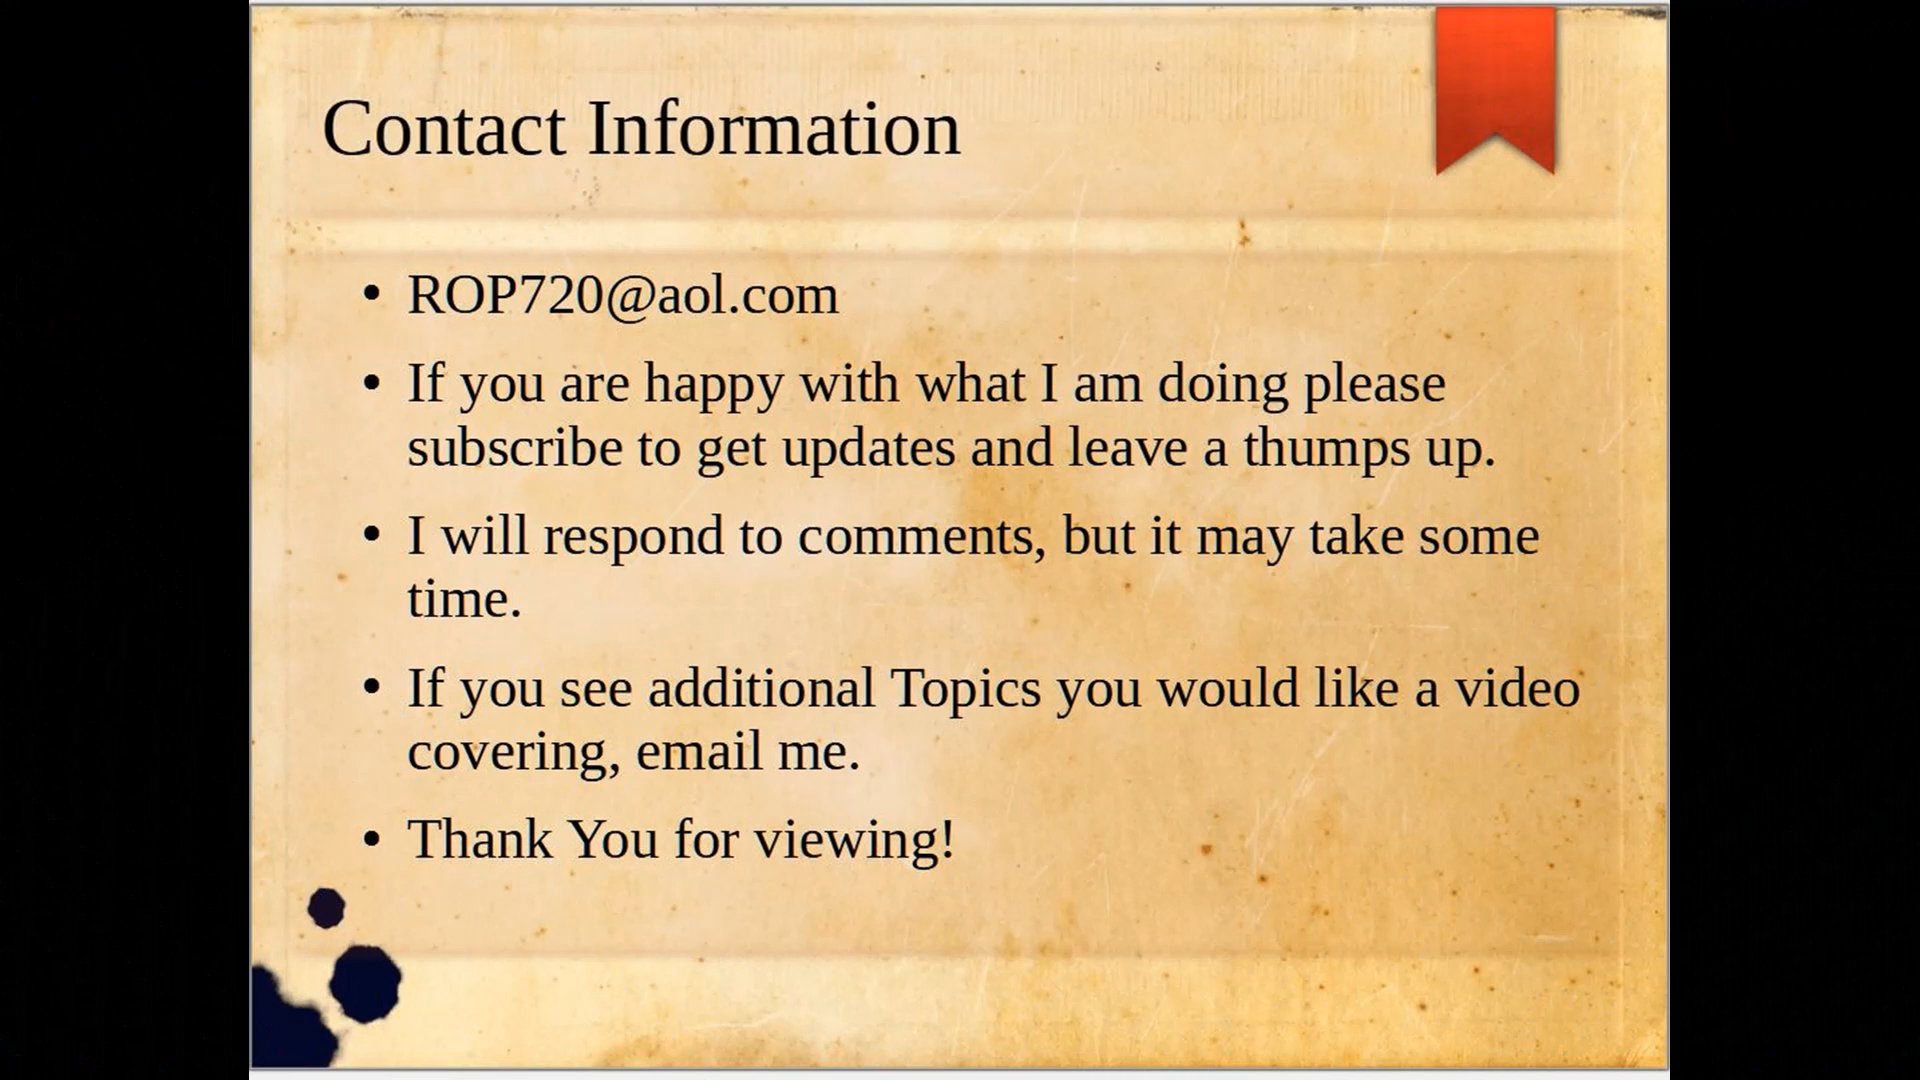 Contact Information
• ROP720@aol.com
• If you are happy with what I am doing please
subscribe to get updates and leave a thumps up.
• I will respond to comments, but it may take some
time.
• If you see additional Topics you would like a video
covering, email me.
• Thank You for viewing!